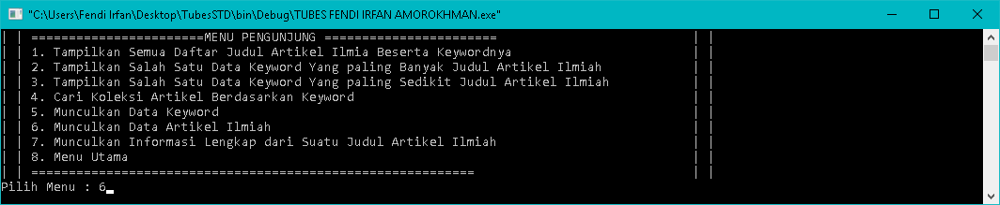 "C:\Users\Fendi Irfan\Desktop\TubesSTD\bin\Debug\TUBES FENDI IRFAN AMOROKHMAN.exe"
| | =======================MENU PENGUNJUNG ======================= | |
| | 1. Tampilkan Semua Daftar Judul Artikel Ilmia Beserta Keywordnya | |
| | 2. Tampilkan Salah Satu Data Keyword Yang paling Banyak Judul Artikel Ilmiah | |
| | 3. Tampilkan Salah Satu Data Keyword Yang paling Sedikit Judul Artikel Ilmiah | |
| | 4. Cari Koleksi Artikel Berdasarkan Keyword | |
| | 5. Munculkan Data Keyword | |
| | 6. Munculkan Data Artikel Ilmiah | |
| | 7. Munculkan Informasi Lengkap dari Suatu Judul Artikel Ilmiah | |
| | 8. Menu Utama | |
| | =========================================================== | |
Pilih Menu : 6